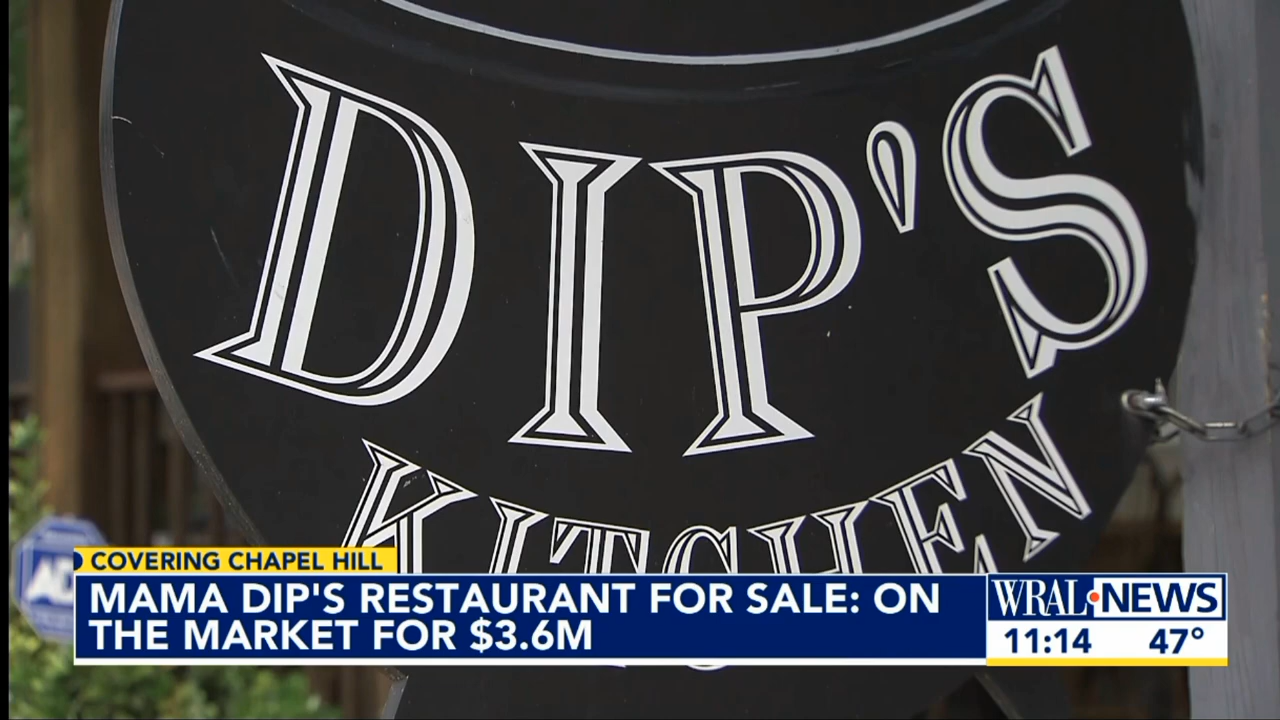 DIP'S
KITCHEN
COVERING CHAPEL HILL
MAMA DIP'S RESTAURANT FOR SALE: ON
THE MARKET FOR $3.6M
WRAL NEWS
11:14 47°